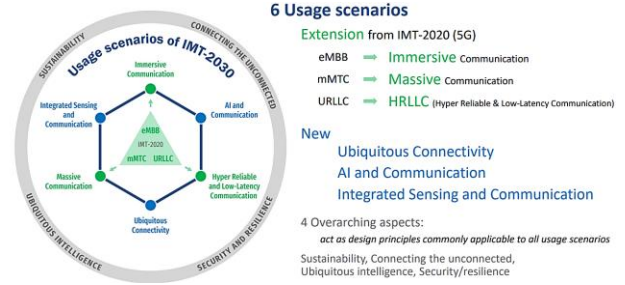 SUSTAINABILITY
CONNECTING THE UNCONNECTED
Usage scenarios of IMT-2030
Immersive
Communication
Integrated Sensing
and
Communication
AI and
Communication
eMBB
IMT-2020
mMTC URLLC
Massive
Communication
Hyper Reliable
and Low-Latency
Communication
Ubiquitous
Connectivity
UBIQUITOUS INTELLIGENCE
SECURITY AND RESILIENCE
6 Usage scenarios
Extension from IMT-2020 (5G)
eMBB ⇒ Immersive Communication
mMTC ⇒ Massive Communication
URLLC ⇒ HRLLC (Hyper Reliable & Low-Latency Communication)
New
Ubiquitous Connectivity
AI and Communication
Integrated Sensing and Communication
4 Overarching aspects:
act as design principles commonly applicable to all usage scenarios
Sustainability, Connecting the unconnected,
Ubiquitous intelligence, Security/resilience